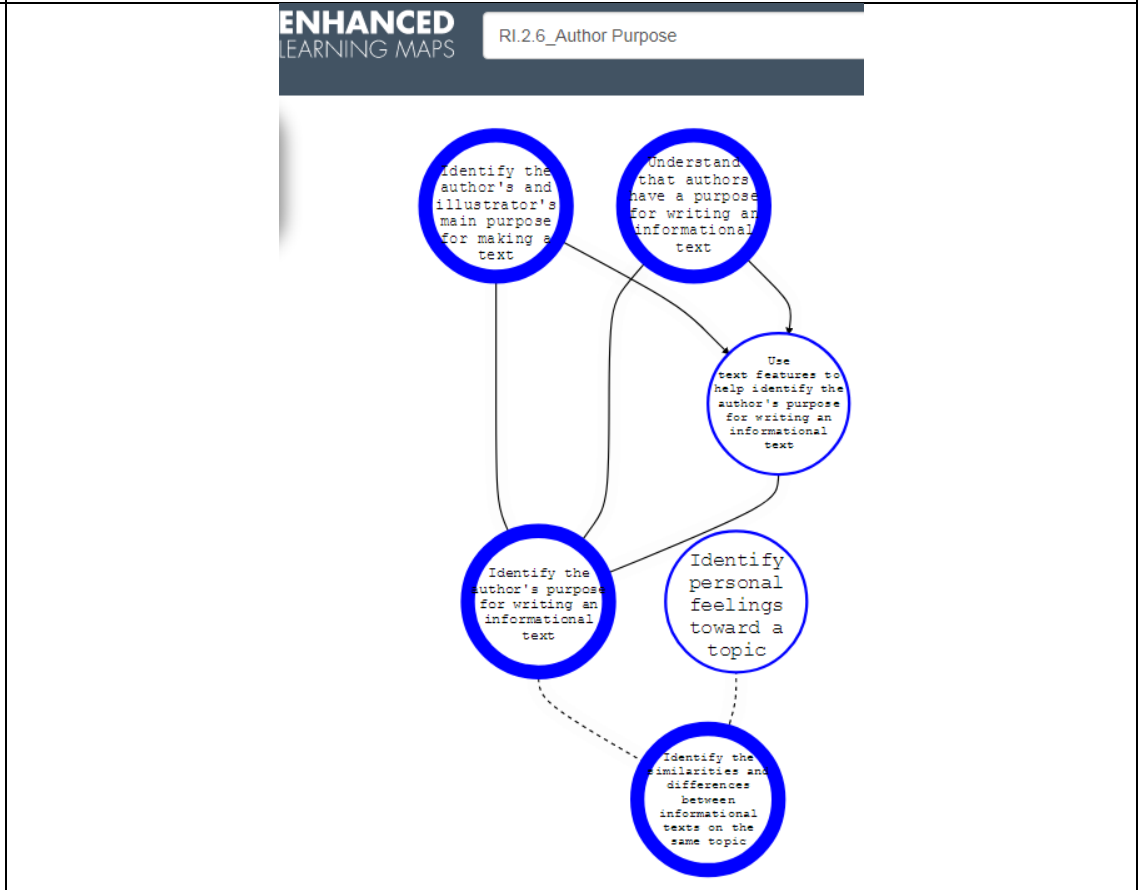 ENHANCED
LEARNING MAPS
RI.2.6_Author Purpose
Identify the
author's and
illustrator's
main purpose
for making a
text
Understand
that authors
have a purpose
for writing an
informational
text
Use
text features to
help identify the
author's purpose
for writing an
informational
text
Identify the
author's purpose
for writing an
informational
text
Identify
personal
feelings
toward a
topic
Identify the
similarities and
differences
between
informational
texts on the
same topic